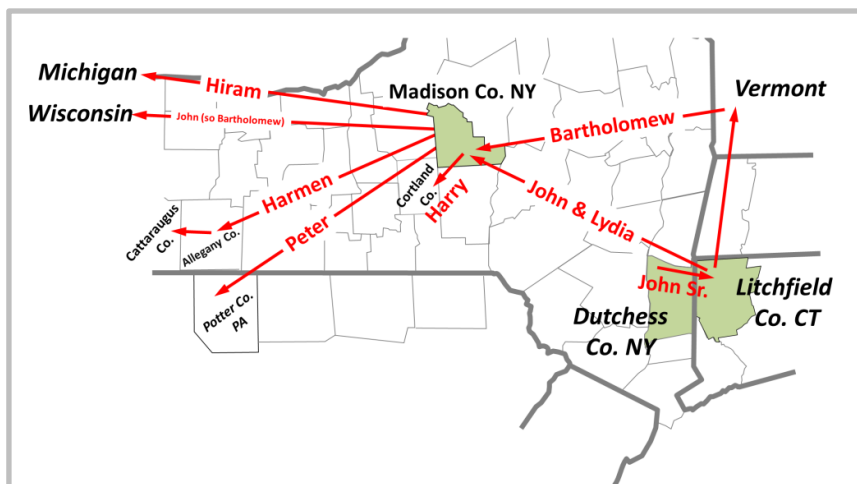 Michigan
Hiram
Madison Co. NY
Vermont
Wisconsin
John (so Bartholomew)
Bartholomew
Harmen
Cortland
Co.
Harry
John & Lydia
Peter
Cattaraugus
Co.
Allegany Co.
Potter Co.
PA
John Sr.
Dutchess
Co. NY
Litchfield
Co. CT